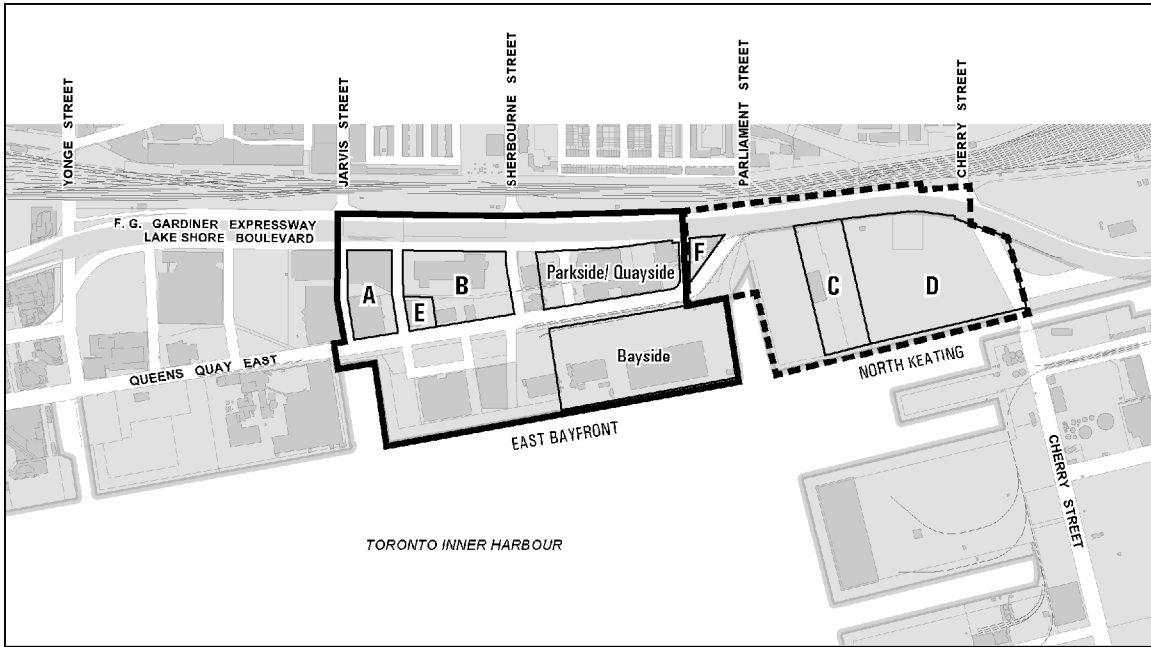 YONGE STREET
JARVIS STREET
SHERBOURNE STREET
PARLIAMENT STREET
CHERRY STREET
F. G. GARDINER EXPRESSWAY
LAKE SHORE BOULEVARD
A
B
E
Parkside/ Quayside
F
C
D
Bayside
QUEENS QUAY EAST
NORTH KEATING
EAST BAYFRONT
CHERRY STREET
TORONTO INNER HARBOUR